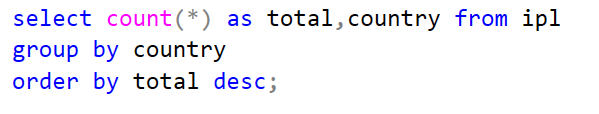 select count(*) as total,country from ipl
group by country
order by total desc;